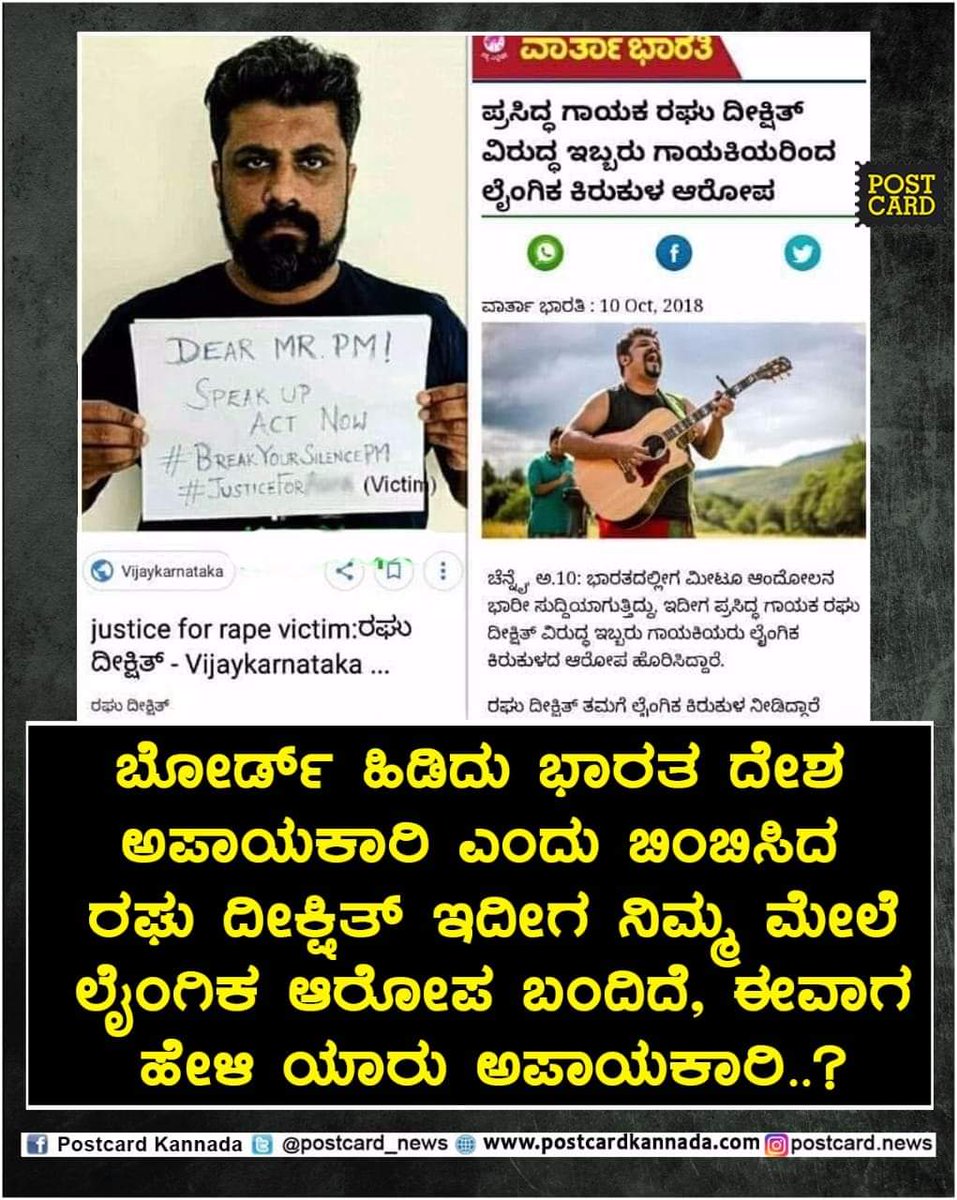 DEAR MR. PM!
SPEAK UP
ACT NOW
#BREAKYOURSILENCEPM
#JUSTICEFOR (Victim)
Vijaykarnataka
justice for rape victim:ರಘು
ದೀಕ್ಷಿತ್ - Vijaykarnataka ...
ರಘು ದೀಕ್ಷಿತ್
ವಾರ್ತಾಭಾರತಿ
ಪ್ರಸಿದ್ಧ ಗಾಯಕ ರಘು ದೀಕ್ಷಿತ್
ವಿರುದ್ಧ ಇಬ್ಬರು ಗಾಯಕಿಯರಿಂದ
ಲೈಂಗಿಕ ಕಿರುಕುಳ ಆರೋಪ
POST
CARD
ವಾರ್ತಾ ಭಾರತಿ : 10 Oct, 2018
ಚೆನ್ನೈ ಅ.10: ಭಾರತದಲ್ಲೀಗ ಮೀಟೂ ಆಂದೋಲನ
ಭಾರೀ ಸುದ್ದಿಯಾಗುತ್ತಿದ್ದು, ಇದೀಗ ಪ್ರಸಿದ್ಧ ಗಾಯಕ ರಘು
ದೀಕ್ಷಿತ್ ವಿರುದ್ಧ ಇಬ್ಬರು ಗಾಯಕಿಯರು ಲೈಂಗಿಕ
ಕಿರುಕುಳದ ಆರೋಪ ಹೊರಿಸಿದ್ದಾರೆ.
ರಘು ದೀಕ್ಷಿತ್ ತಮಗೆ ಲೈಂಗಿಕ ಕಿರುಕುಳ ನೀಡಿದ್ದಾರೆ
ಬೋರ್ಡ್ ಹಿಡಿದು ಭಾರತ ದೇಶ
ಅಪಾಯಕಾರಿ ಎಂದು ಬಿಂಬಿಸಿದ
ರಘು ದೀಕ್ಷಿತ್ ಇದೀಗ ನಿಮ್ಮ ಮೇಲೆ
ಲೈಂಗಿಕ ಆರೋಪ ಬಂದಿದೆ, ಈವಾಗ
ಹೇಳಿ ಯಾರು ಅಪಾಯಕಾರಿ..?
Postcard Kannada @postcard_news www.postcardkannada.com postcard.news